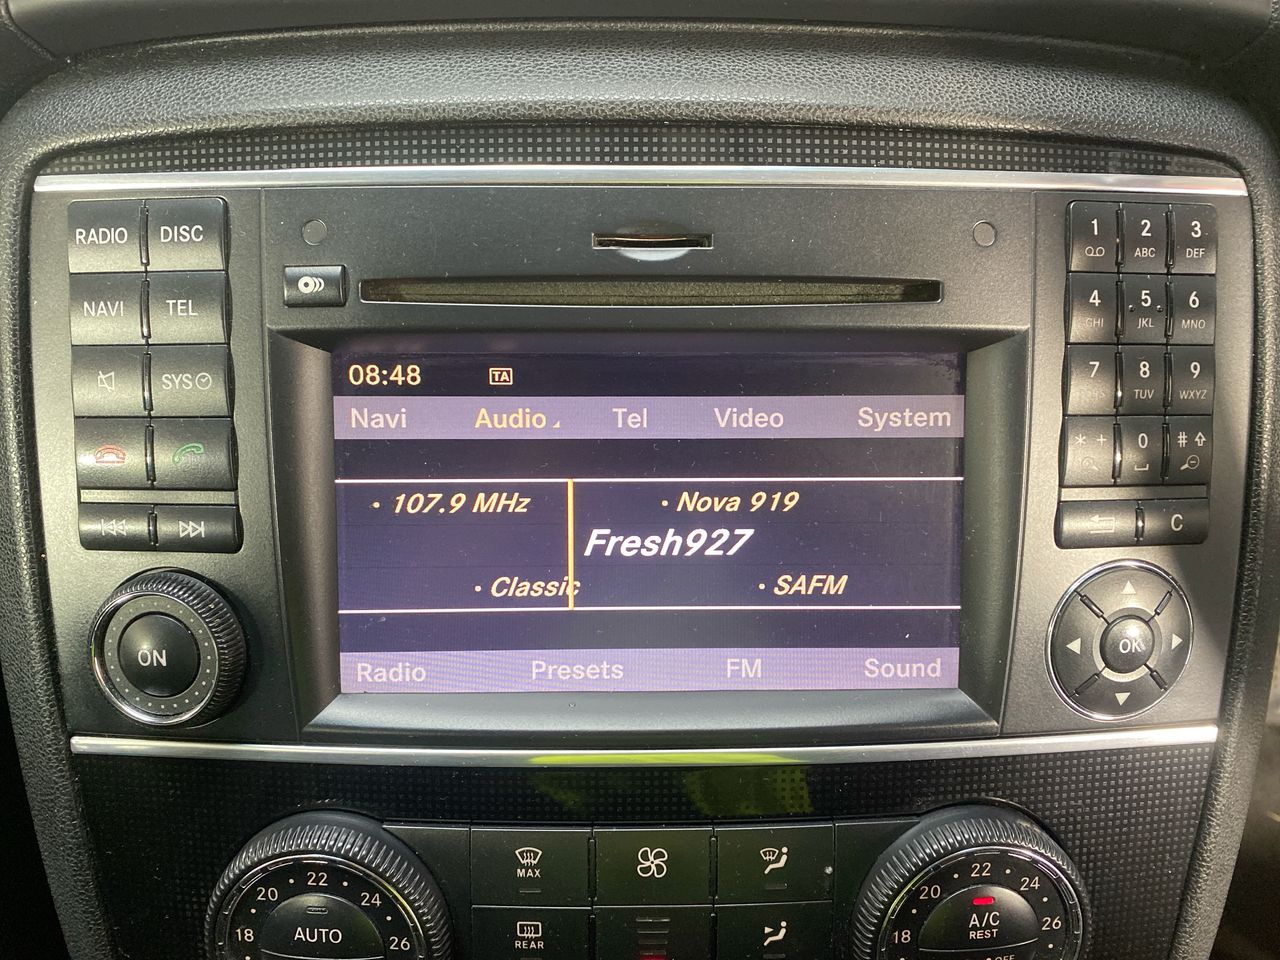 RADIO DISC
NAVI TEL
SYS
ON
1 2 ABC 3 DEF
4 GHI 5 JKL 6 MNO
7 8 TUV 9 WXYZ
* + 0 #
C
OK
08:48 TA
Navi Audio Tel Video System
• 107.9 MHz • Nova 919
Fresh927
• Classic • SAFM
Radio Presets FM Sound
18 20 22 24 26
AUTO
MAX
REAR
18 20 22 24 26
A/C
REST
OFF